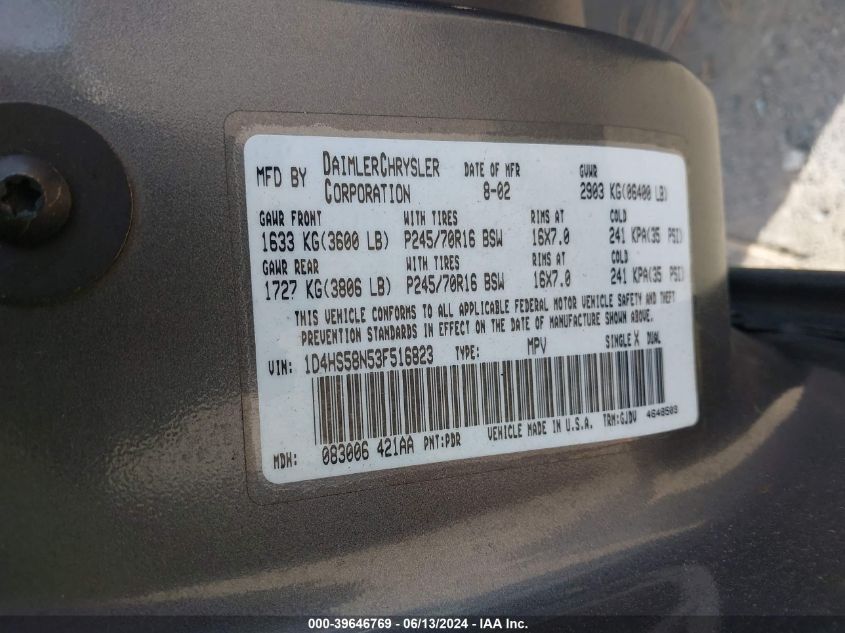 MFD BY DAIMLERCHRYSLER CORPORATION DATE OF MFR 8-02 GVWR 2903 KG(06400 LB)
GAWR FRONT WITH TIRES RIMS AT COLD
1633 KG(3600 LB) P245/70R16 BSW 16X7.0 241 KPA(35 PSI)
GAWR REAR WITH TIRES RIMS AT COLD
1727 KG(3806 LB) P245/70R16 BSW 16X7.0 241 KPA(35 PSI)
THIS VEHICLE CONFORMS TO ALL APPLICABLE FEDERAL MOTOR VEHICLE SAFETY AND THEFT
PREVENTION STANDARDS IN EFFECT ON THE DATE OF MANUFACTURE SHOWN ABOVE.
VIN: 1D4HS58N53F516823 TYPE: MPV SINGLE X DUAL
MDH: 083006 421AA PNT:PDR VEHICLE MADE IN U.S.A. TRM:GJDV 4648503
000-39646769 - 06/13/2024 - IAA Inc.